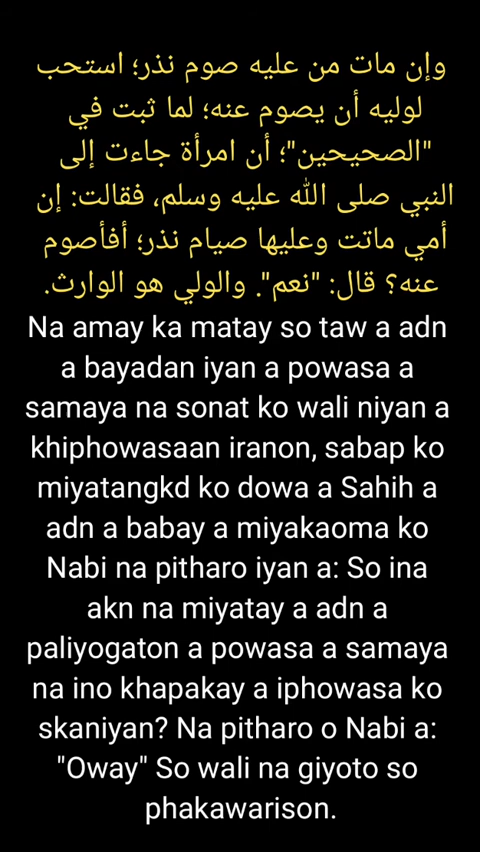 وإن مات من عليه صوم نذر؛ استحب
لوليه أن يصوم عنه؛ لما ثبت في
"الصحيحين"؛ أن امرأة جاءت إلى
النبي صلى الله عليه وسلم، فقالت: إن
أمي ماتت وعليها صيام نذر؛ أفأصوم
عنه؟ قال: "نعم". والولي هو الوارث.
Na amay ka matay so taw a adn
a bayadan iyan a powasa a
samaya na sonat ko wali niyan a
khiphowasaan iranon, sabap ko
miyatangkd ko dowa a Sahih a
adn a babay a miyakaoma ko
Nabi na pitharo iyan a: So ina
akn na miyatay a adn a
paliyogaton a powasa a samaya
na ino khapakay a iphowasa ko
skaniyan? Na pitharo o Nabi a:
"Oway" So wali na giyoto so
phakawarison.